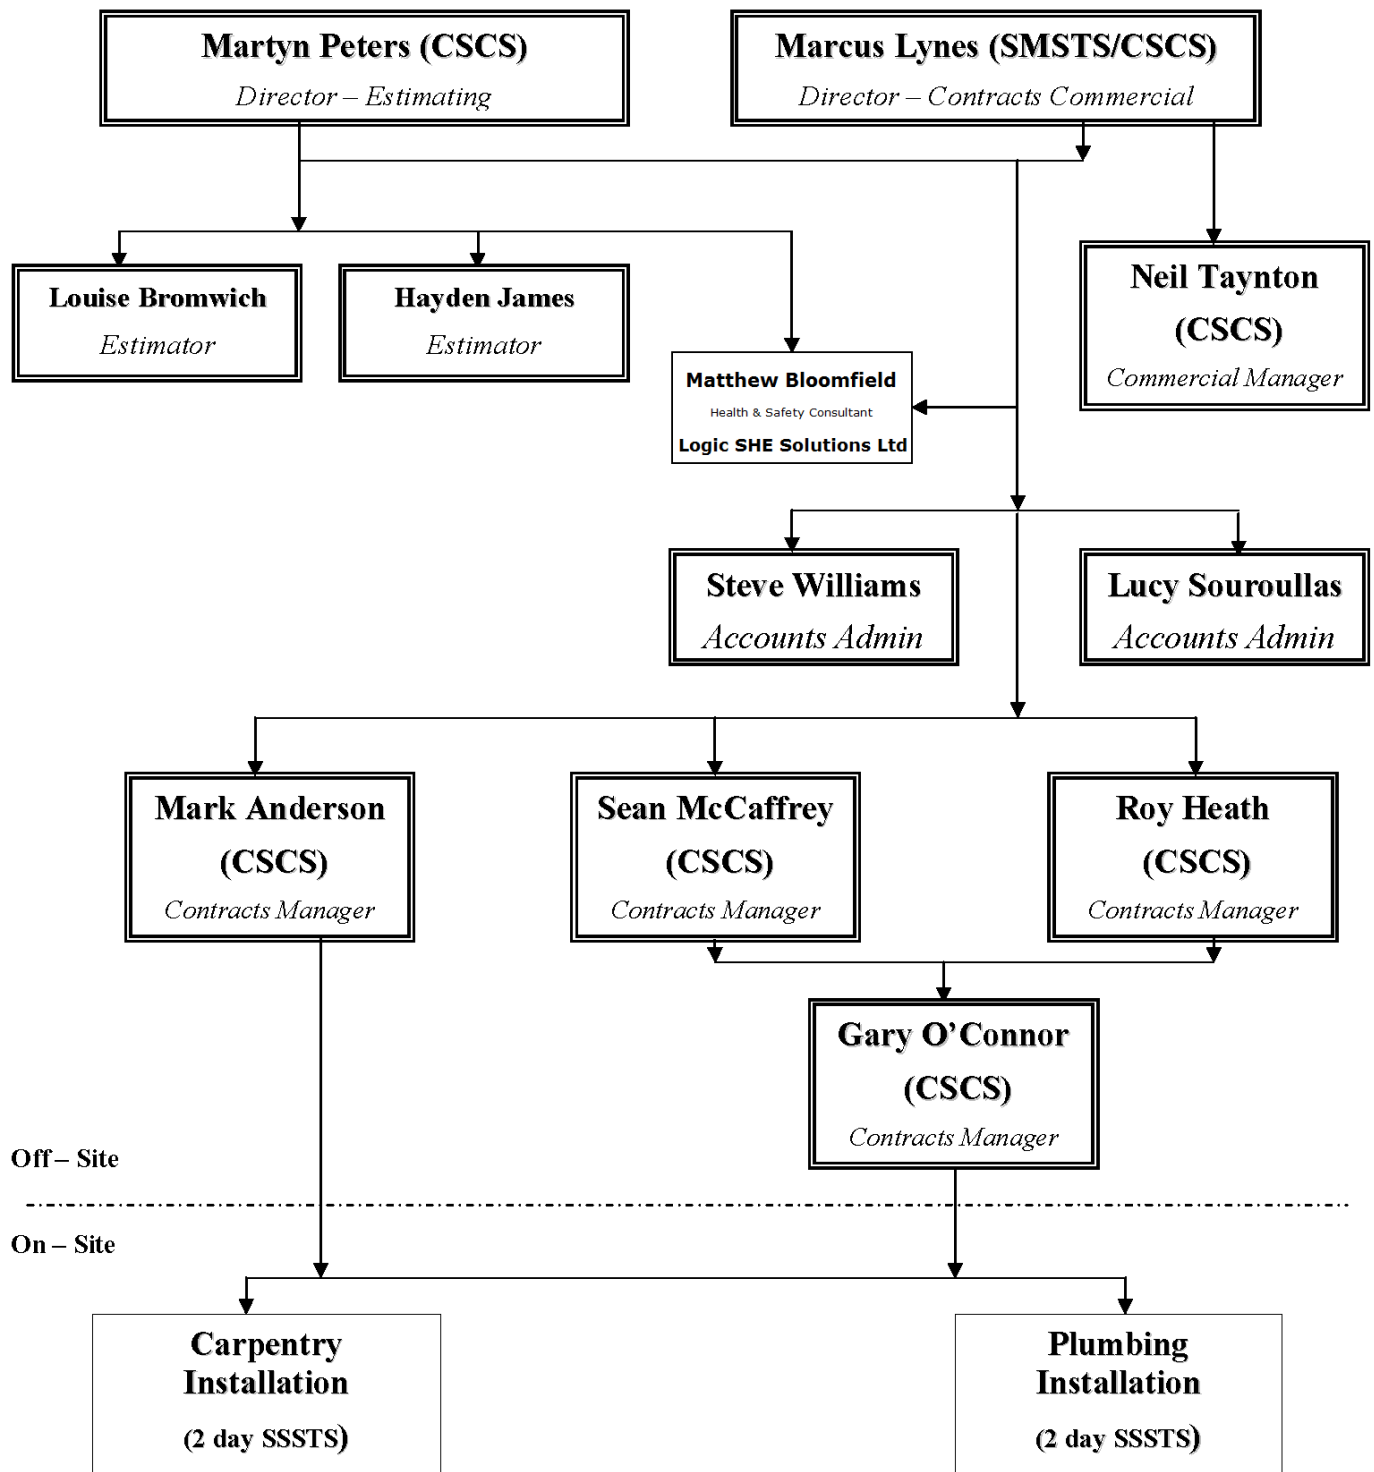 Martyn Peters (CSCS)
Director – Estimating
Marcus Lynes (SMSTS/CSCS)
Director – Contracts Commercial
Louise Bromwich
Estimator
Hayden James
Estimator
Neil Taynton
(CSCS)
Commercial Manager
Matthew Bloomfield
Health & Safety Consultant
Logic SHE Solutions Ltd
Steve Williams
Accounts Admin
Lucy Souroullas
Accounts Admin
Mark Anderson
(CSCS)
Contracts Manager
Sean McCaffrey
(CSCS)
Contracts Manager
Roy Heath
(CSCS)
Contracts Manager
Gary O’Connor
(CSCS)
Contracts Manager
Off – Site
On – Site
Carpentry
Installation
(2 day SSSTS)
Plumbing
Installation
(2 day SSSTS)